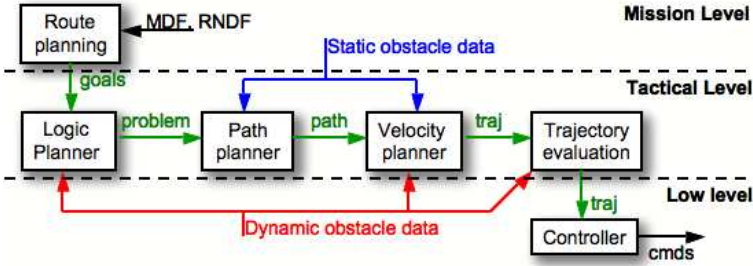 Route
planning
MDF, RNDF
Mission Level
Static obstacle data
goals
Tactical Level
Logic
Planner
problem
Path
planner
path
Velocity
planner
traj
Trajectory
evaluation
Low level
traj
Dynamic obstacle data
Controller
cmds